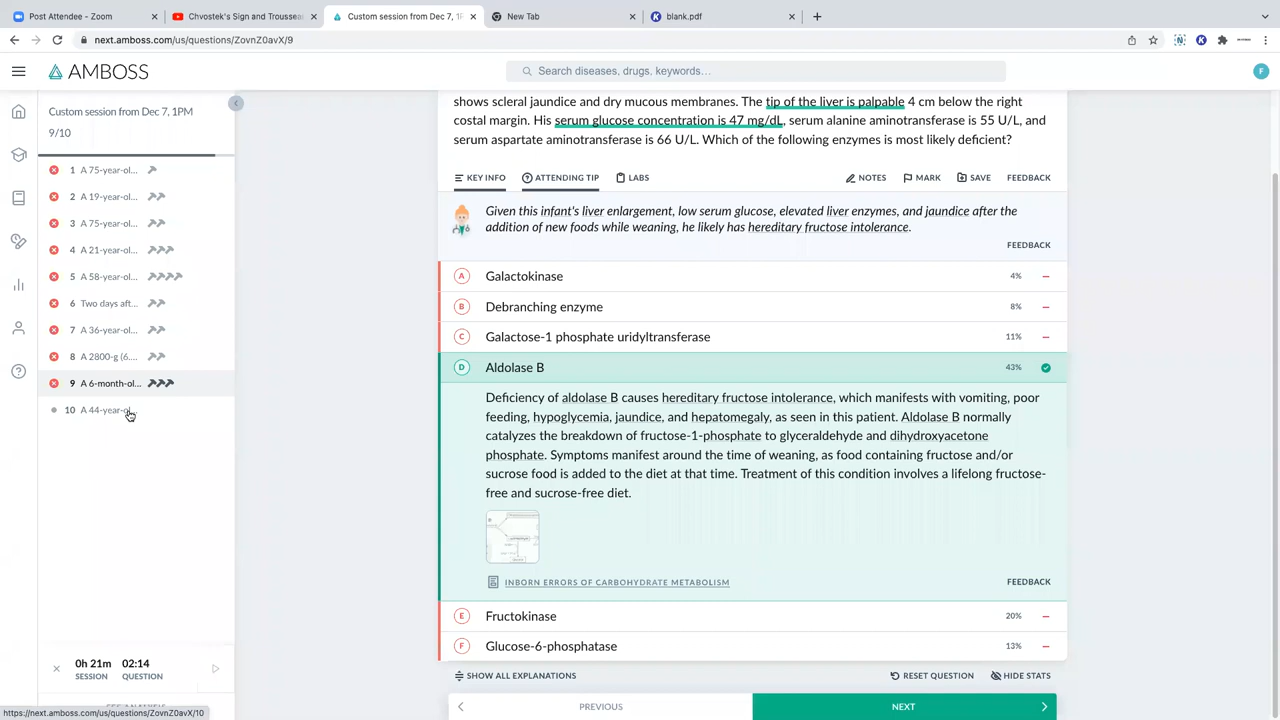 Post Attendee - Zoom
Chvostek's Sign and Trousseau
Custom session from Dec 7, 1P
New Tab
blank.pdf
next.amboss.com/us/questions/ZovnZ0avX/9
AMBOSS
Search diseases, drugs, keywords…
F
Custom session from Dec 7, 1PM
9/10
1 A 75-year-ol...
2 A 19-year-ol...
3 A 75-year-ol...
4 A 21-year-ol...
5 A 58-year-ol...
6 Two days aft...
7 A 36-year-ol...
8 A 2800-g (6....
9 A 6-month-ol...
10 A 44-year-ol...
0h 21m 02:14
SESSION QUESTION
https://next.amboss.com/us/questions/ZovnZ0avX/10
shows scleral jaundice and dry mucous membranes. The tip of the liver is palpable 4 cm below the right
costal margin. His serum glucose concentration is 47 mg/dL, serum alanine aminotransferase is 55 U/L, and
serum aspartate aminotransferase is 66 U/L. Which of the following enzymes is most likely deficient?
KEY INFO ATTENDING TIP LABS NOTES MARK SAVE FEEDBACK
Given this infant's liver enlargement, low serum glucose, elevated liver enzymes, and jaundice after the
addition of new foods while weaning, he likely has hereditary fructose intolerance.
FEEDBACK
A Galactokinase 4%
B Debranching enzyme 8%
C Galactose-1 phosphate uridyltransferase 11%
D Aldolase B 43%
Deficiency of aldolase B causes hereditary fructose intolerance, which manifests with vomiting, poor
feeding, hypoglycemia, jaundice, and hepatomegaly, as seen in this patient. Aldolase B normally
catalyzes the breakdown of fructose-1-phosphate to glyceraldehyde and dihydroxyacetone
phosphate. Symptoms manifest around the time of weaning, as food containing fructose and/or
sucrose food is added to the diet at that time. Treatment of this condition involves a lifelong fructose-
free and sucrose-free diet.
INBORN ERRORS OF CARBOHYDRATE METABOLISM FEEDBACK
E Fructokinase 20%
F Glucose-6-phosphatase 13%
SHOW ALL EXPLANATIONS RESET QUESTION HIDE STATS
PREVIOUS NEXT